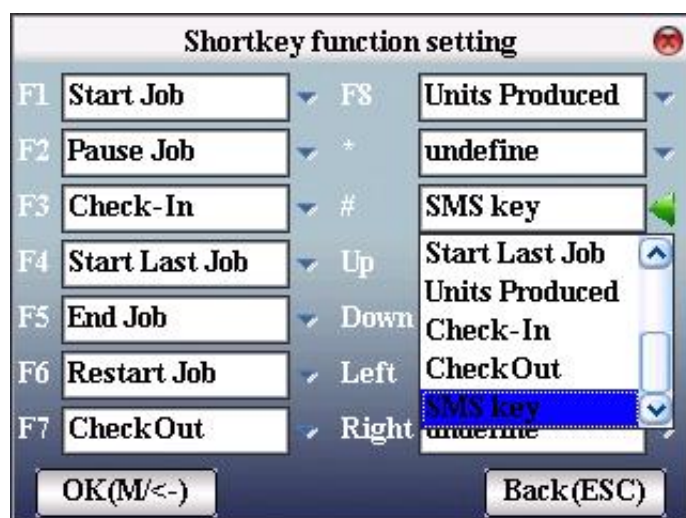 Shortkey function setting
F1 Start Job F8 Units Produced
F2 Pause Job * undefine
F3 Check-In # SMS key
F4 Start Last Job Up Start Last Job
Units Produced
F5 End Job Down Check-In
F6 Restart Job Left CheckOut
SMS key
F7 CheckOut Right undefine
OK(M/<-) Back(ESC)